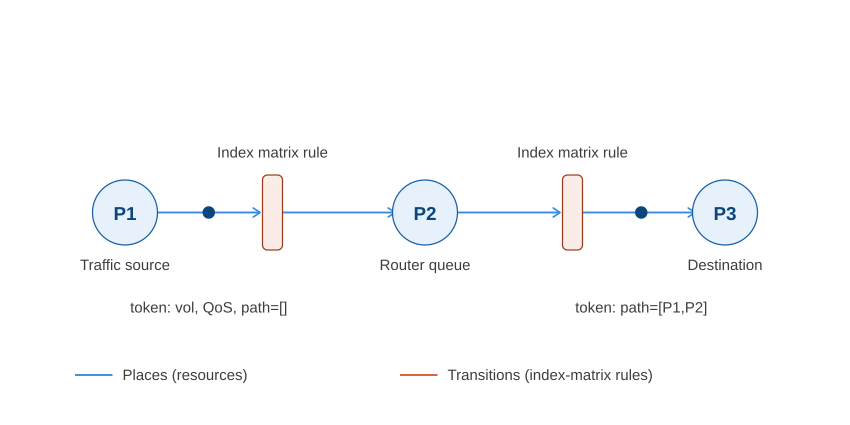 Index matrix rule
Index matrix rule
P1
P2
P3
Traffic source
Router queue
Destination
token: vol, QoS, path=[]
token: path=[P1,P2]
Places (resources)
Transitions (index-matrix rules)